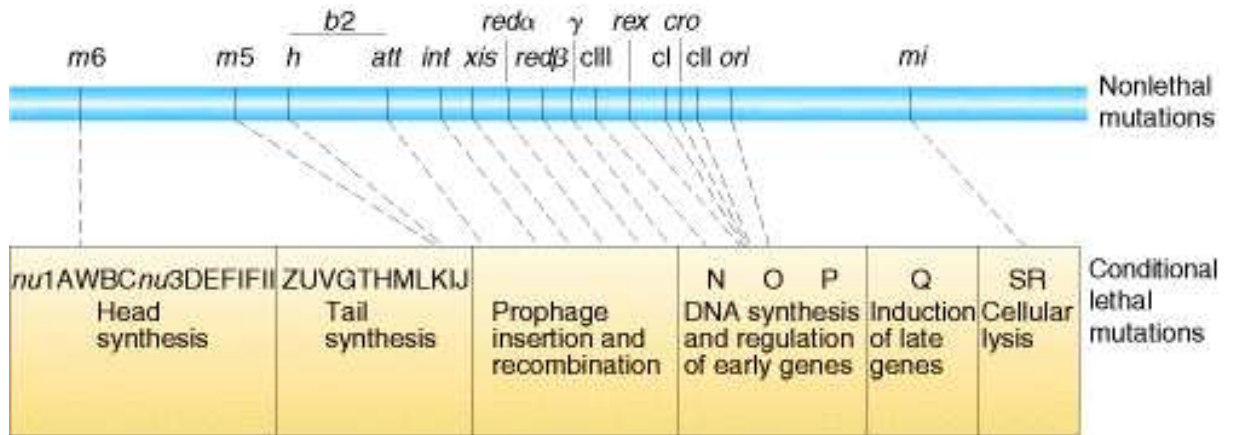 b2 redα γ rex cro
m6 m5 h att int xis redβ cIII cI cII ori mi
Nonlethal
mutations
nu1AWBCnu3DEFIFII
Head
synthesis
ZUVGTHMLKIJ
Tail
synthesis
Prophage
insertion and
recombination
N O P
DNA synthesis
and regulation
of early genes
Q
Induction
of late
genes
SR
Cellular
lysis
Conditional
lethal
mutations